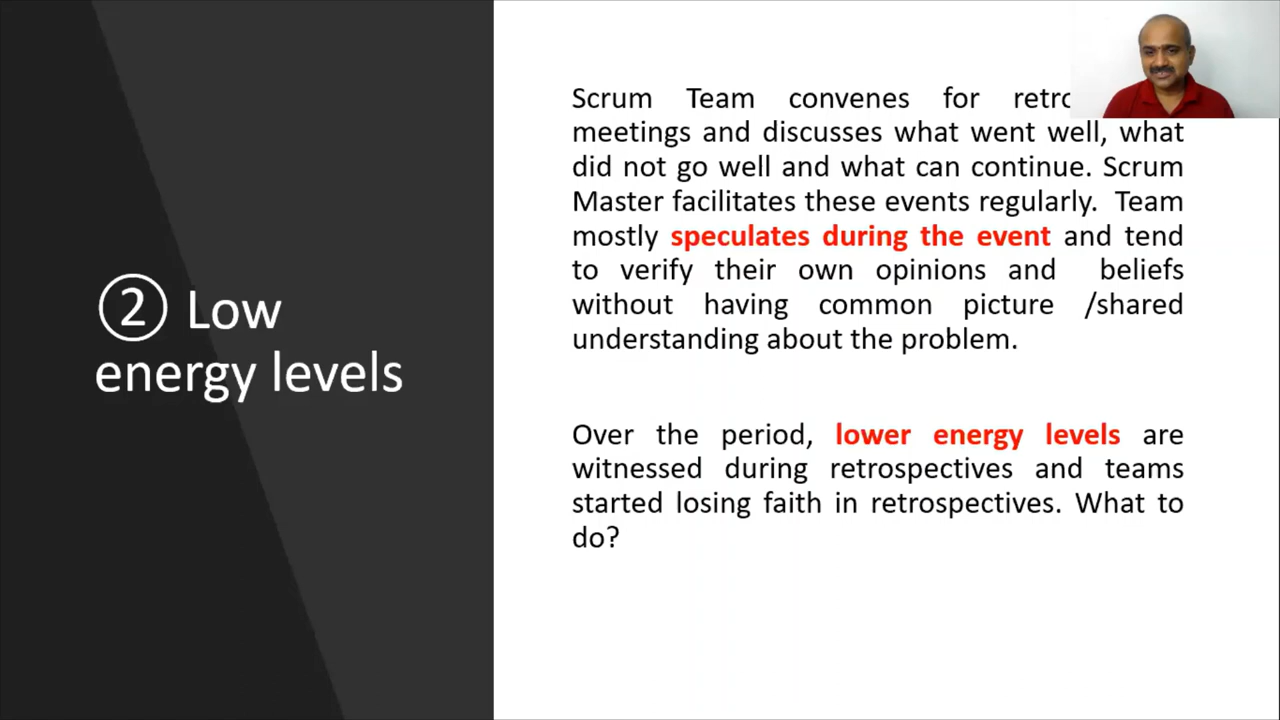 ② Low
energy levels
Scrum Team convenes for
meetings and discusses what went well, what
did not go well and what can continue. Scrum
Master facilitates these events regularly. Team
mostly speculates during the event and tend
to verify their own opinions and beliefs
without having common picture /shared
understanding about the problem.
Over the period, lower energy levels are
witnessed during retrospectives and teams
started losing faith in retrospectives. What to
do?